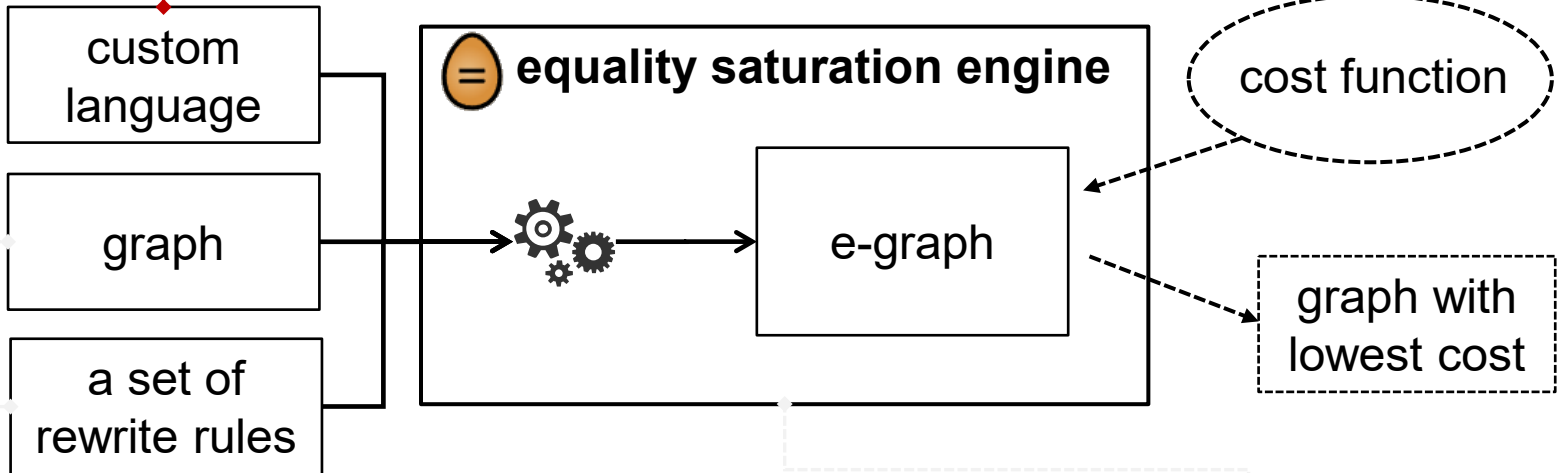 custom
language
graph
a set of
rewrite rules
= equality saturation engine
e-graph
cost function
graph with
lowest cost